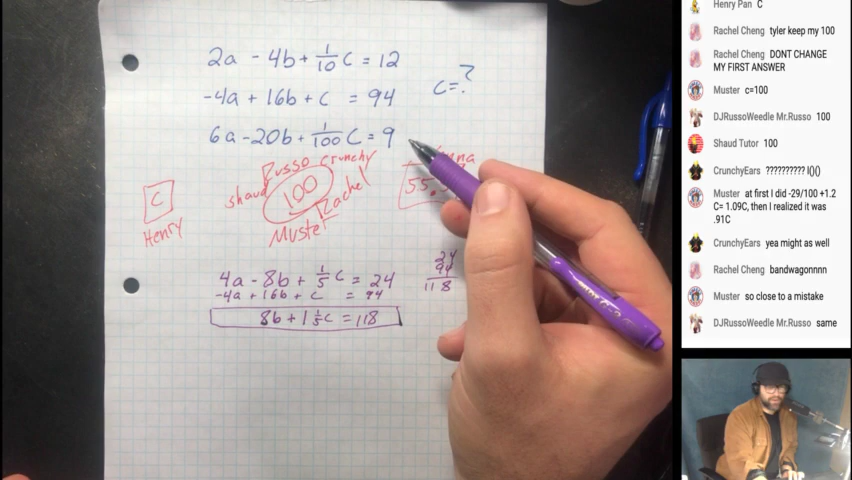 2a - 4b + 1/10 C = 12
C = ?
-4a + 16b + C = 94
6a - 20b + 1/100 C = 9
Russo Crunchy
Shaud
100
Rachel
Muster
C
Henry
4a - 8b + 1/5 C = 24
-4a + 16b + C = 94
8b + 1 1/5 C = 118
24
94
118
Henry Pan C
Rachel Cheng tyler keep my 100
Rachel Cheng DONT CHANGE
MY FIRST ANSWER
Muster c=100
DJRussoWeedle Mr.Russo 100
Shaud Tutor 100
CrunchyEars ?????????? l()()
Muster at first I did -29/100 +1.2
C= 1.09C, then I realized it was
.91C
CrunchyEars yea might as well
Rachel Cheng bandwagonnnn
Muster so close to a mistake
DJRussoWeedle Mr.Russo same